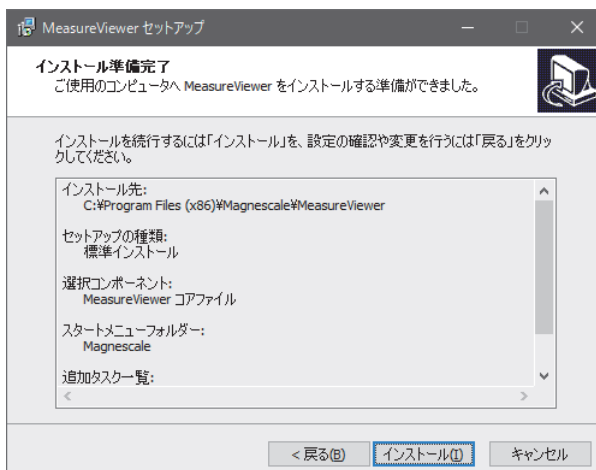 MeasureViewer セットアップ
インストール準備完了
ご使用のコンピュータへ MeasureViewer をインストールする準備ができました。
インストールを続行するには「インストール」を、設定の確認や変更を行うには「戻る」をクリッ
クしてください。
インストール先:
C:¥Program Files (x86)¥Magnescale¥MeasureViewer
セットアップの種類:
標準インストール
選択コンポーネント:
MeasureViewer コアファイル
スタートメニューフォルダー:
Magnescale
追加タスク一覧:
< 戻る(B)
インストール(I)
キャンセル